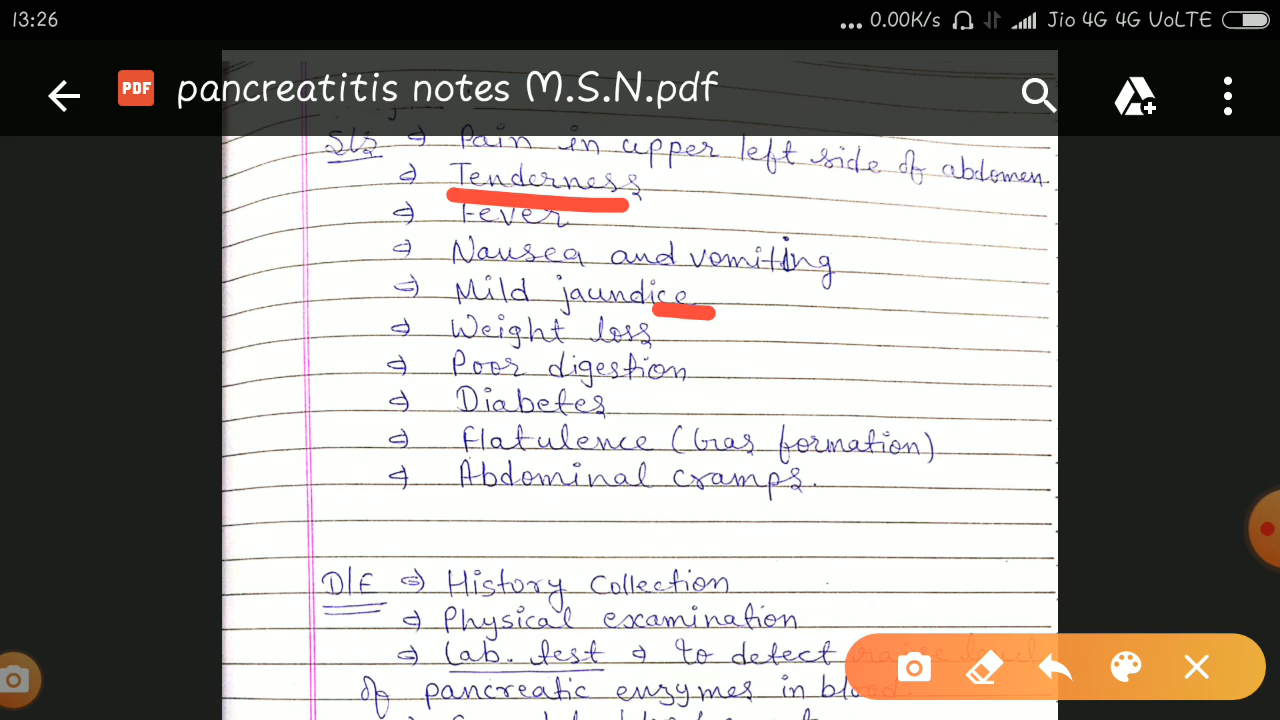 13:26 ... 0.00K/s Jio 4G 4G VoLTE
PDF pancreatitis notes M.S.N.pdf
S/S → Pain in upper left side of abdomen
→ Tenderness
→ Fever
→ Nausea and vomiting
→ Mild jaundice
→ Weight loss
→ Poor digestion
→ Diabetes
→ Flatulence (Gas formation)
→ Abdominal cramps.
D/E → History Collection
→ Physical examination
→ Lab. test → to detect
of pancreatic enzymes in blood.